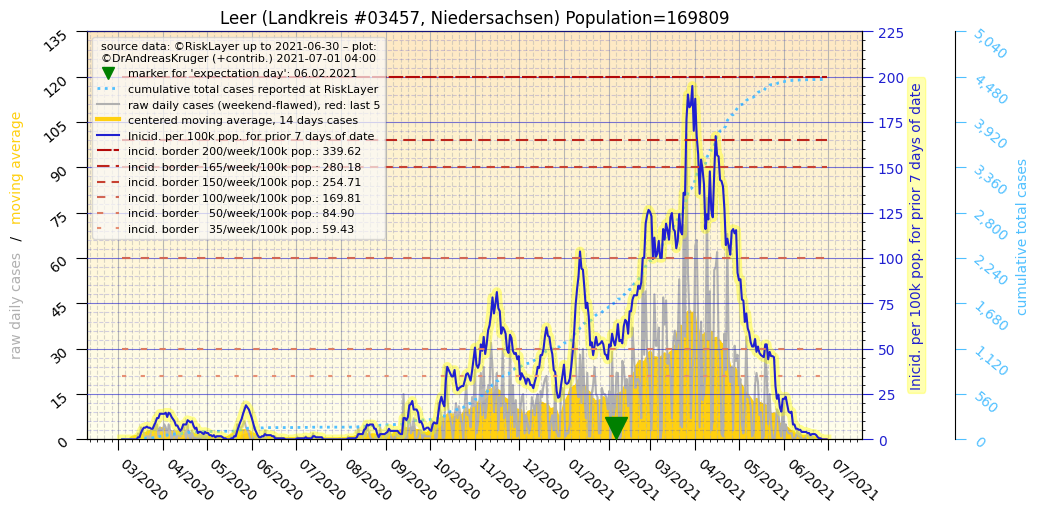 Leer (Landkreis #03457, Niedersachsen) Population=169809
source data: ©RiskLayer up to 2021-06-30 – plot:
©DrAndreasKruger (+contrib.) 2021-07-01 04:00
marker for 'expectation day': 06.02.2021
cumulative total cases reported at RiskLayer
raw daily cases (weekend-flawed), red: last 5
centered moving average, 14 days cases
Inicid. per 100k pop. for prior 7 days of date
incid. border 200/week/100k pop.: 339.62
incid. border 165/week/100k pop.: 280.18
incid. border 150/week/100k pop.: 254.71
incid. border 100/week/100k pop.: 169.81
incid. border   50/week/100k pop.: 84.90
incid. border   35/week/100k pop.: 59.43
raw daily cases / moving average
135
120
105
90
75
60
45
30
15
0
03/2020
04/2020
05/2020
06/2020
07/2020
08/2020
09/2020
10/2020
11/2020
12/2020
01/2021
02/2021
03/2021
04/2021
05/2021
06/2021
07/2021
225
200
175
150
125
100
75
50
25
0
Inicid. per 100k pop. for prior 7 days of date
5,040
4,480
3,920
3,360
2,800
2,240
1,680
1,120
560
0
cumulative total cases